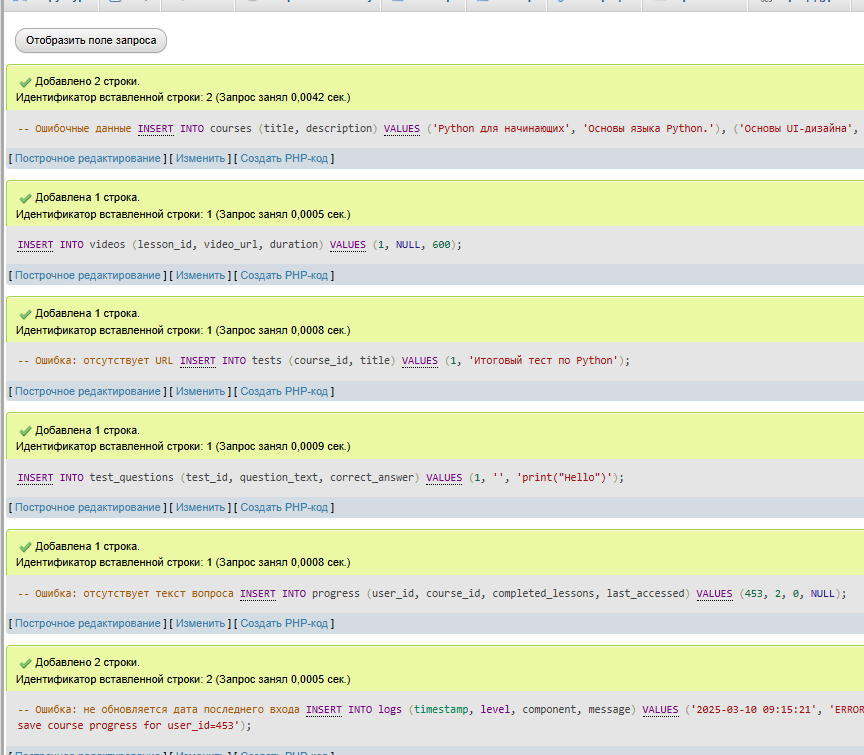 Отобразить поле запроса
Добавлено 2 строки.
Идентификатор вставленной строки: 2 (Запрос занял 0,0042 сек.)
-- Ошибочные данные INSERT INTO courses (title, description) VALUES ('Python для начинающих', 'Основы языка Python.'), ('Основы UI-дизайна',
[ Построчное редактирование ] [ Изменить ] [ Создать PHP-код ]
Добавлена 1 строка.
Идентификатор вставленной строки: 1 (Запрос занял 0,0005 сек.)
INSERT INTO videos (lesson_id, video_url, duration) VALUES (1, NULL, 600);
[ Построчное редактирование ] [ Изменить ] [ Создать PHP-код ]
Добавлена 1 строка.
Идентификатор вставленной строки: 1 (Запрос занял 0,0008 сек.)
-- Ошибка: отсутствует URL INSERT INTO tests (course_id, title) VALUES (1, 'Итоговый тест по Python');
[ Построчное редактирование ] [ Изменить ] [ Создать PHP-код ]
Добавлена 1 строка.
Идентификатор вставленной строки: 1 (Запрос занял 0,0009 сек.)
INSERT INTO test_questions (test_id, question_text, correct_answer) VALUES (1, '', 'print("Hello")');
[ Построчное редактирование ] [ Изменить ] [ Создать PHP-код ]
Добавлена 1 строка.
Идентификатор вставленной строки: 1 (Запрос занял 0,0008 сек.)
-- Ошибка: отсутствует текст вопроса INSERT INTO progress (user_id, course_id, completed_lessons, last_accessed) VALUES (453, 2, 0, NULL);
[ Построчное редактирование ] [ Изменить ] [ Создать PHP-код ]
Добавлено 2 строки.
Идентификатор вставленной строки: 2 (Запрос занял 0,0005 сек.)
-- Ошибка: не обновляется дата последнего входа INSERT INTO logs (timestamp, level, component, message) VALUES ('2025-03-10 09:15:21', 'ERROR
save course progress for user_id=453');